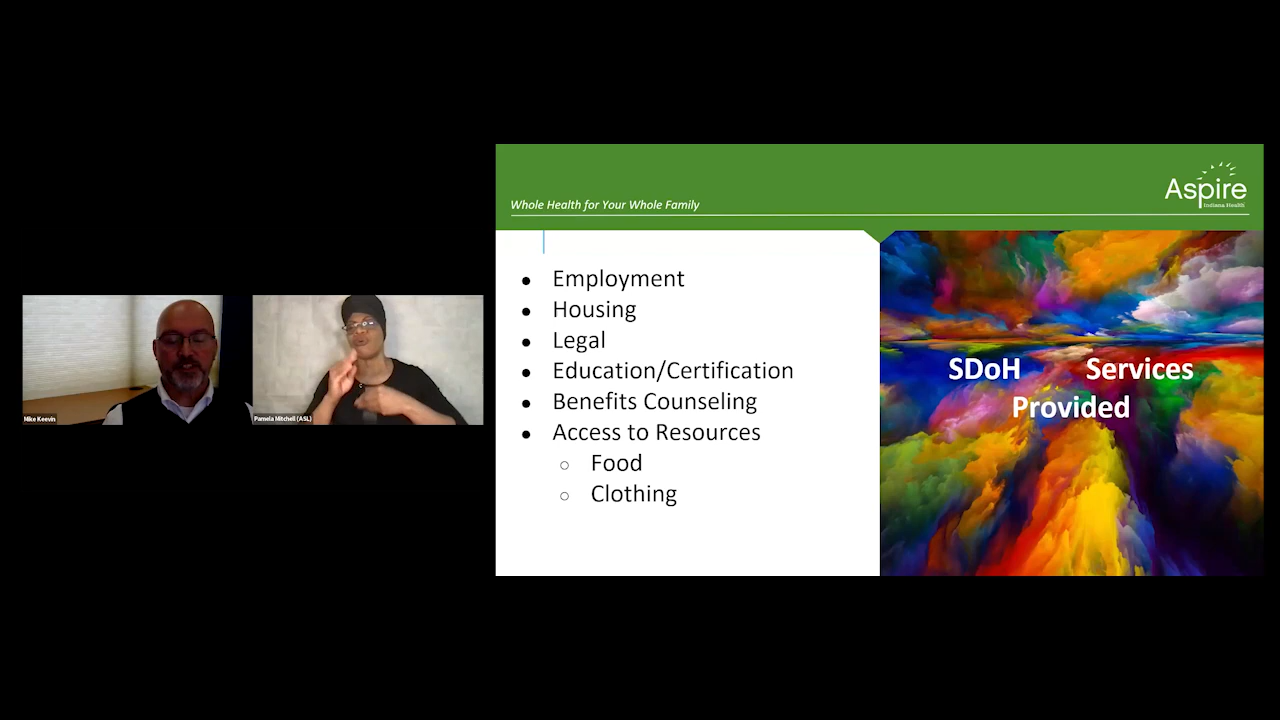 Whole Health for Your Whole Family
Aspire
Indiana Health
● Employment
● Housing
● Legal
● Education/Certification
● Benefits Counseling
● Access to Resources
○ Food
○ Clothing
SDoH Services
Provided
Mike Keevin
Pamela Mitchell (ASL)